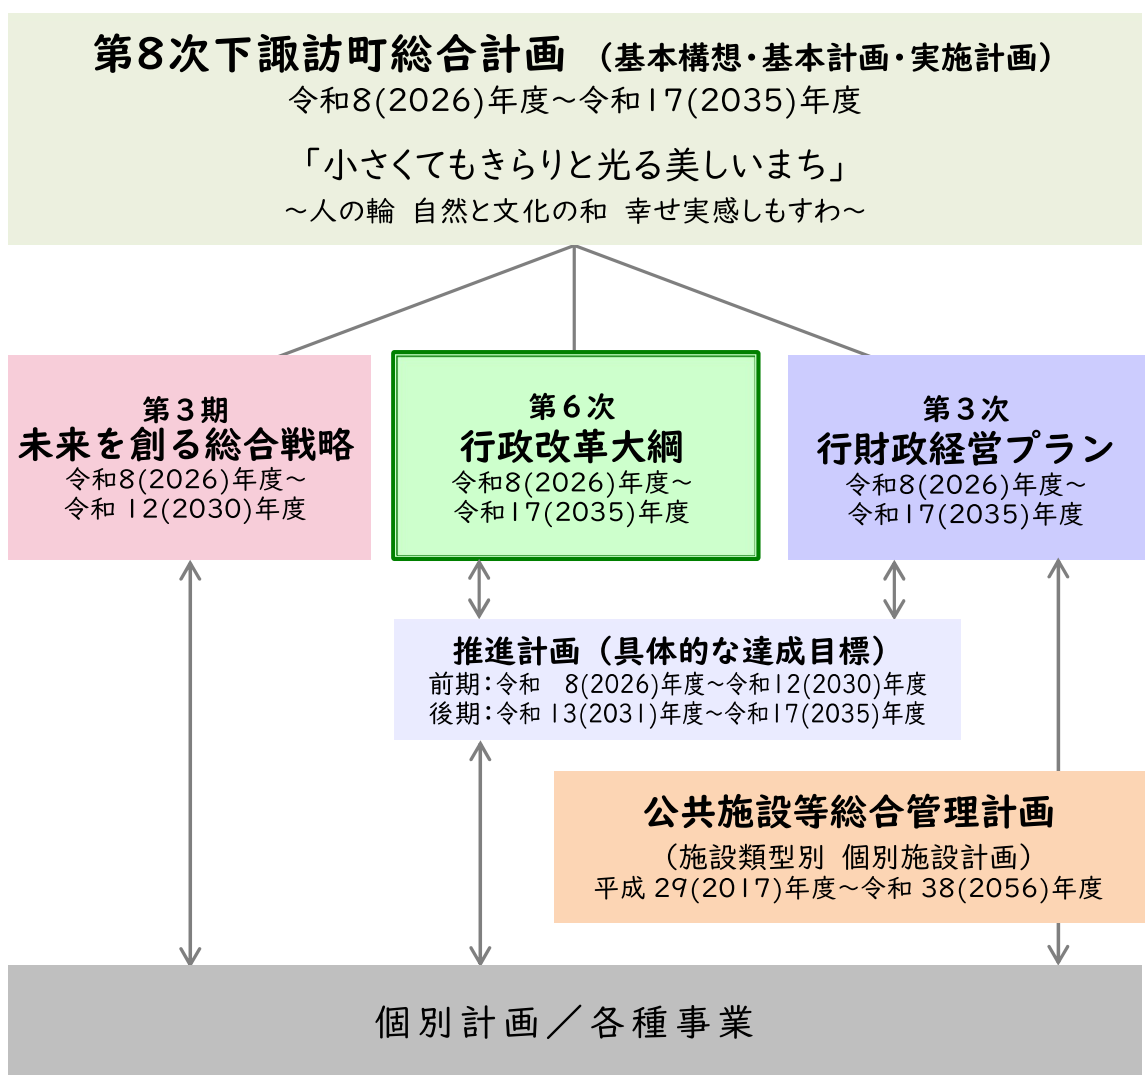 第8次下諏訪町総合計画 （基本構想・基本計画・実施計画）
令和8(2026)年度～令和17(2035)年度
「小さくてもきらりと光る美しいまち」
～人の輪 自然と文化の和 幸せ実感しもすわ～
第３期
未来を創る総合戦略
令和8(2026)年度～
令和 12(2030)年度
第６次
行政改革大綱
令和8(2026)年度～
令和17(2035)年度
第３次
行財政経営プラン
令和8(2026)年度～
令和17(2035)年度
推進計画（具体的な達成目標）
前期：令和　8(2026)年度～令和12(2030)年度
後期：令和 13(2031)年度～令和17(2035)年度
公共施設等総合管理計画
（施設類型別 個別施設計画）
平成 29(2017)年度～令和 38(2056)年度
個別計画／各種事業